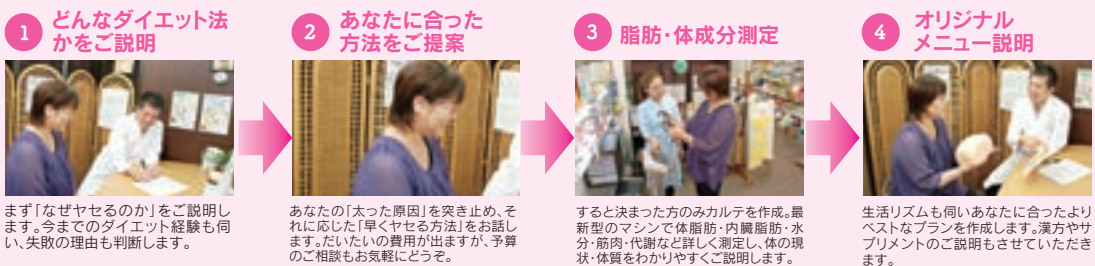 1 どんなダイエット法
かをご説明
まず「なぜヤセるのか」をご説明し
ます。今までのダイエット経験も伺
い、失敗の理由も判断します。
2 あなたに合った
方法をご提案
あなたの「太った原因」を突き止め、そ
れに応じた「早くヤセる方法」をお話し
ます。だいたいの費用が出ますが、予算
のご相談もお気軽にどうぞ。
3 脂肪・体成分測定
すると決まった方のみカルテを作成。最
新型のマシンで体脂肪・内臓脂肪・水
分・筋肉・代謝など詳しく測定し、体の現
状・体質をわかりやすくご説明します。
4 オリジナル
メニュー説明
生活リズムも伺いあなたに合ったより
ベストなプランを作成します。漢方やサ
プリメントのご説明もさせていただき
ます。